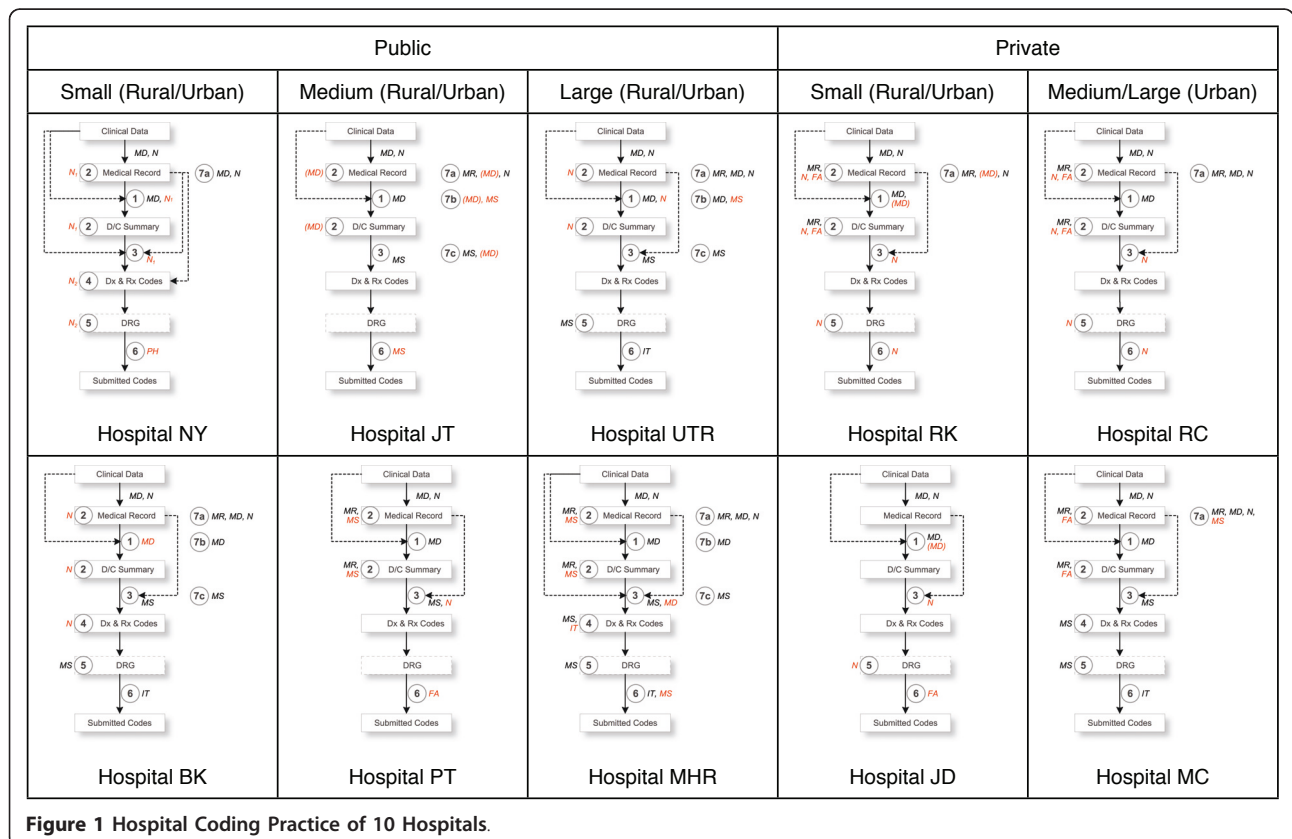 Public
Private
Small (Rural/Urban)
Medium (Rural/Urban)
Large (Rural/Urban)
Small (Rural/Urban)
Medium/Large (Urban)
Clinical Data
MD, N
N₁ 2 Medical Record 7a MD, N
1 MD, N₁
N₁ 2 D/C Summary
3 N₁
N₂ 4 Dx & Rx Codes
N₂ 5 DRG
6 PH
Submitted Codes
Hospital NY
Clinical Data
MD, N
(MD) 2 Medical Record 7a MR, (MD), N
1 MD 7b (MD), MS
(MD) 2 D/C Summary
3 MS 7c MS, (MD)
Dx & Rx Codes
DRG
6 MS
Submitted Codes
Hospital JT
Clinical Data
MD, N
N 2 Medical Record 7a MR, MD, N
1 MD, N 7b MD, MS
N 2 D/C Summary
3 MS 7c MS
Dx & Rx Codes
MS 5 DRG
6 IT
Submitted Codes
Hospital UTR
Clinical Data
MD, N
MR, N, FA 2 Medical Record 7a MR, (MD), N
1 MD, (MD)
MR, N, FA 2 D/C Summary
3 N
Dx & Rx Codes
N 5 DRG
6 N
Submitted Codes
Hospital RK
Clinical Data
MD, N
MR, N, FA 2 Medical Record 7a MR, MD, N
1 MD
MR, N, FA 2 D/C Summary
3 N
Dx & Rx Codes
N 5 DRG
6 N
Submitted Codes
Hospital RC
Clinical Data
MD, N
N 2 Medical Record 7a MR, MD, N
1 MD 7b MD
N 2 D/C Summary
3 MS 7c MS
N 4 Dx & Rx Codes
MS 5 DRG
6 IT
Submitted Codes
Hospital BK
Clinical Data
MD, N
MR, MS 2 Medical Record
1 MD
MR, MS 2 D/C Summary
3 MS, N
Dx & Rx Codes
DRG
6 FA
Submitted Codes
Hospital PT
Clinical Data
MD, N
MR, MS 2 Medical Record 7a MR, MD, N
1 MD 7b MD
MR, MS 2 D/C Summary
3 MS, MD 7c MS
MS, IT 4 Dx & Rx Codes
MS 5 DRG
6 IT, MS
Submitted Codes
Hospital MHR
Clinical Data
MD, N
Medical Record
1 MD, (MD)
D/C Summary
3 N
Dx & Rx Codes
N 5 DRG
6 FA
Submitted Codes
Hospital JD
Clinical Data
MD, N
MR, FA 2 Medical Record 7a MR, MD, N, MS
1 MD
MR, FA 2 D/C Summary
3 MS
MS 4 Dx & Rx Codes
MS 5 DRG
6 IT
Submitted Codes
Hospital MC
Figure 1 Hospital Coding Practice of 10 Hospitals.